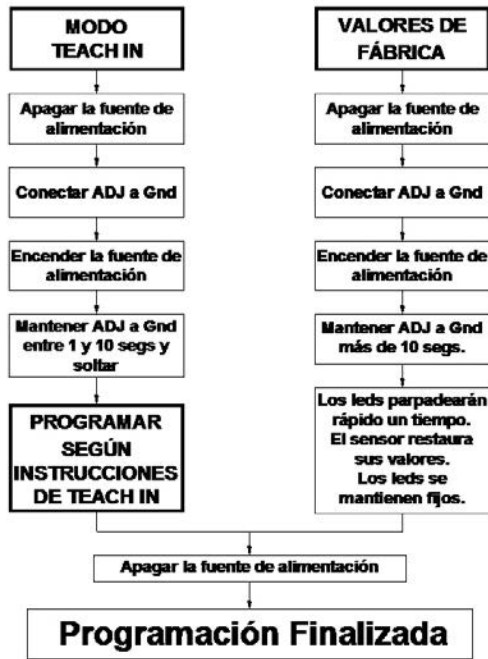 MODO
TEACH IN
Apagar la fuente de
alimentación
Conectar ADJ a Gnd
Encender la fuente de
alimentación
Mantener ADJ a Gnd
entre 1 y 10 segs y
soltar
PROGRAMAR
SEGÚN
INSTRUCCIONES
DE TEACH IN
VALORES DE
FÁBRICA
Apagar la fuente de
alimentación
Conectar ADJ a Gnd
Encender la fuente de
alimentación
Mantener ADJ a Gnd
más de 10 segs.
Los leds parpadearán
rápido un tiempo.
El sensor restaura
sus valores.
Los leds se
mantienen fijos.
Apagar la fuente de alimentación
Programación Finalizada